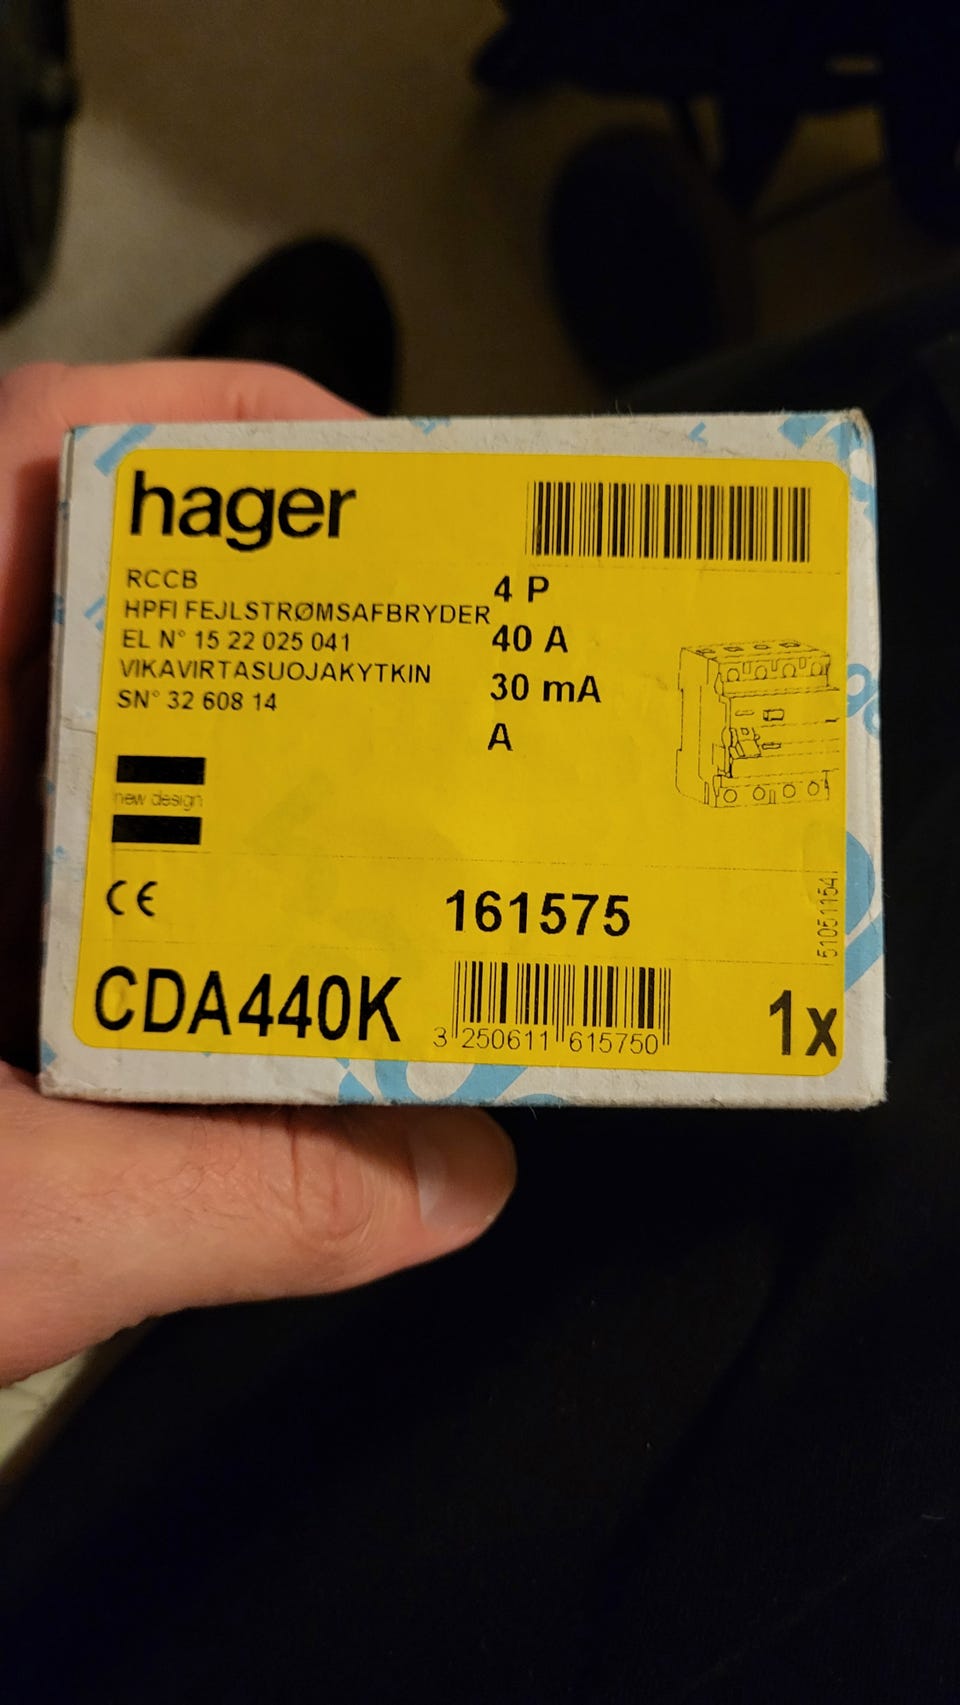 hager
RCCB
HPFI FEJLSTRØMSAFBRYDER
EL N° 15 22 025 041
VIKAVIRTASUOJAKYTKIN
SN° 32 608 14
4 P
40 A
30 mA
A
new design
CE
161575
51051154
CDA440K
3 250611 615750
1x